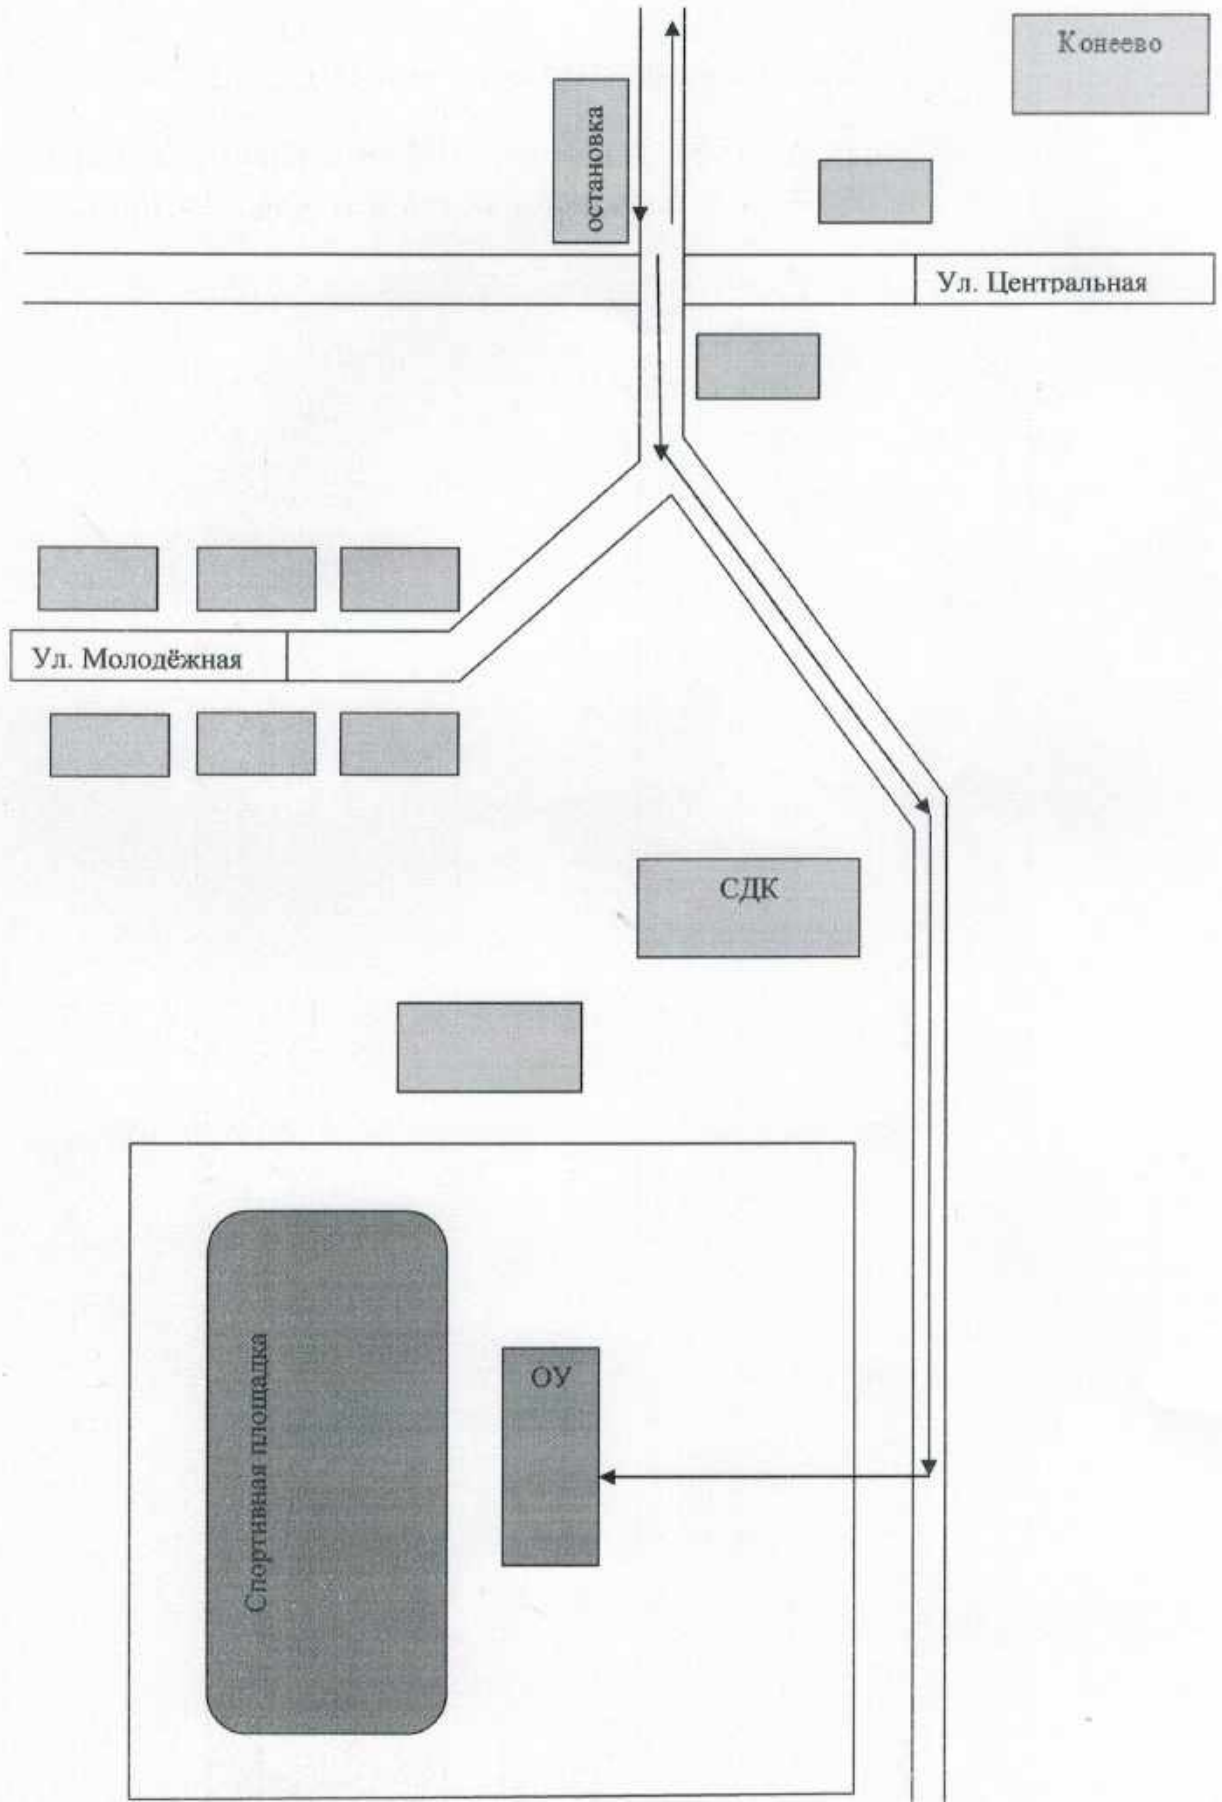 Конеево
остановка
Ул. Центральная
Ул. Молодёжная
СДК
ОУ
Спортивная площадка